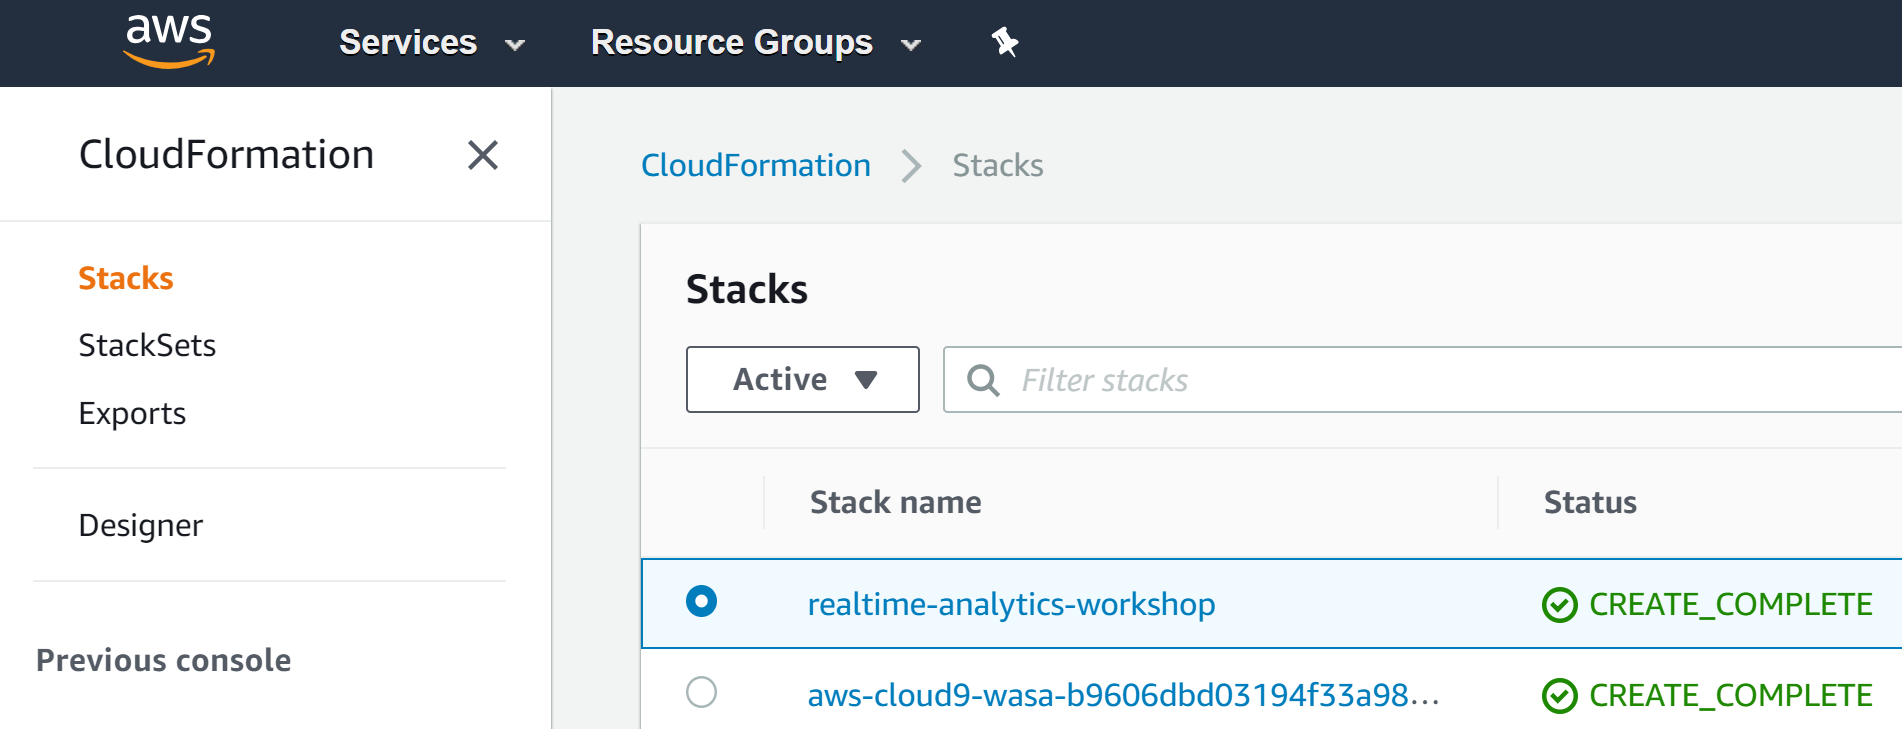 aws Services Resource Groups
CloudFormation
Stacks
StackSets
Exports
Designer
Previous console
CloudFormation Stacks
Stacks
Active Filter stacks
Stack name Status
realtime-analytics-workshop CREATE_COMPLETE
aws-cloud9-wasa-b9606dbd03194f33a98... CREATE_COMPLETE